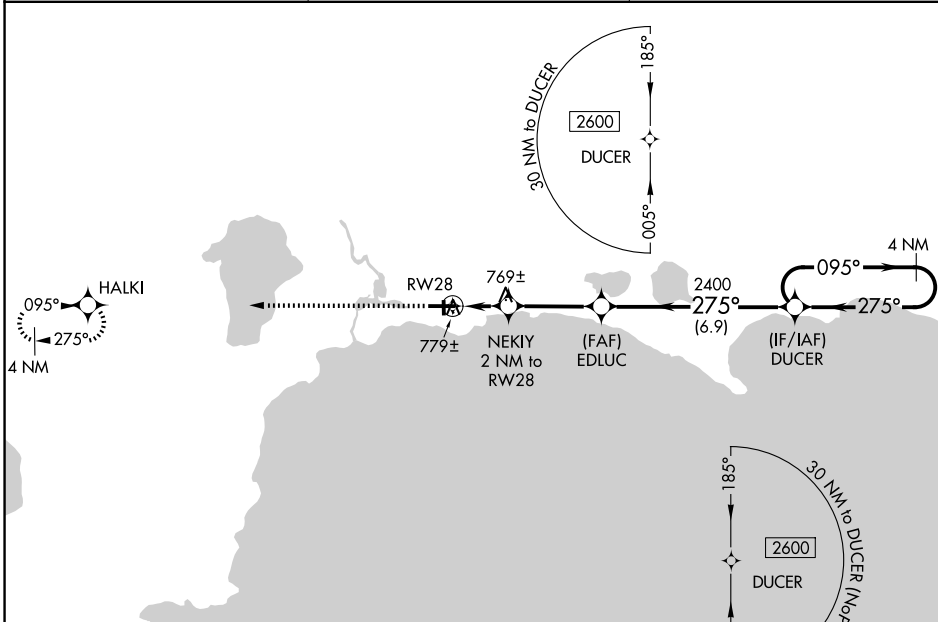 185°
30 NM to DUCER
2600
DUCER
005°
4 NM
095°
HALKI
RW28
769±
2400
095°
275°
(6.9)
275°
275°
4 NM
779±
NEKIY
2 NM to
RW28
(FAF)
EDLUC
(IF/IAF)
DUCER
185°
30 NM to DUCER
2600
DUCER